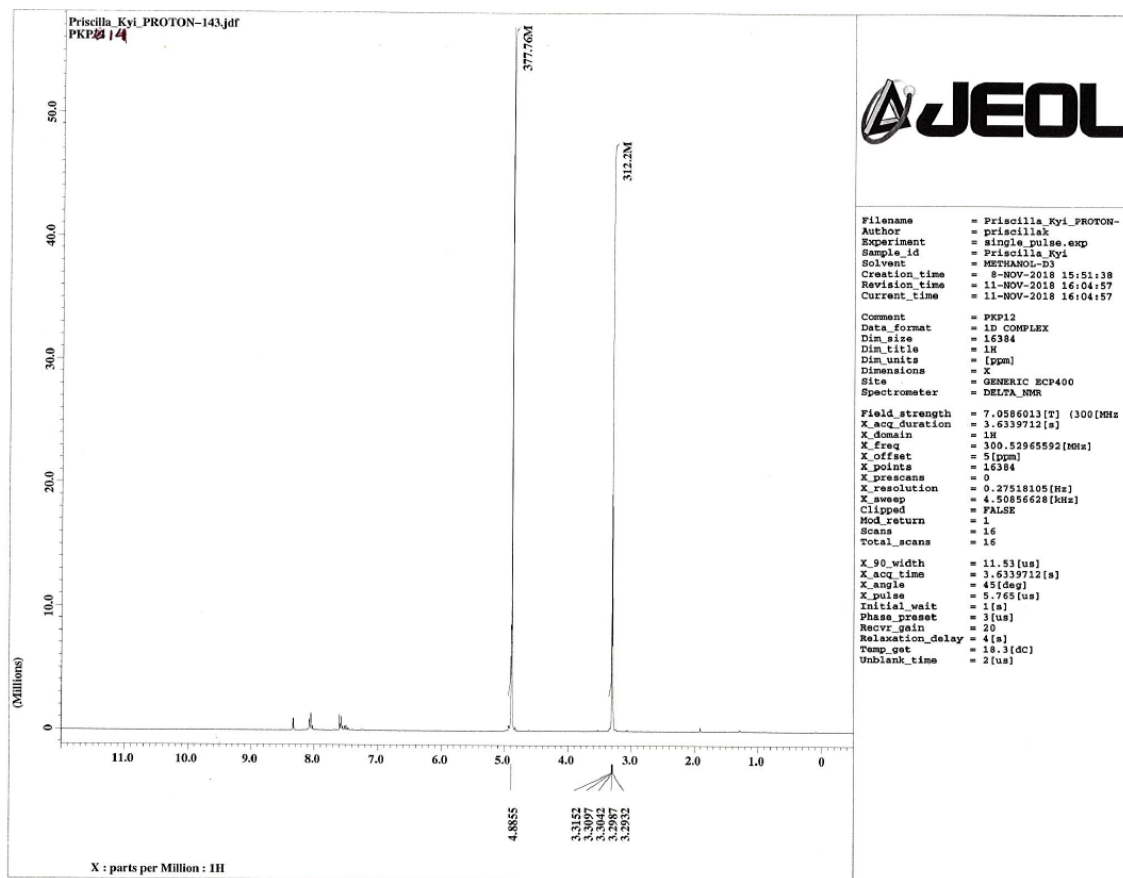 Priscilla_Kyi_PROTON-143.jdf
377.76M
312.2M
50.0
40.0
30.0
20.0
10.0
0
(Millions)
11.0 10.0 9.0 8.0 7.0 6.0 5.0 4.0 3.0 2.0 1.0 0
4.8855
3.3152
3.3097
3.3042
3.2987
3.2932
X : parts per Million : 1H
JEOL
Filename = Priscilla_Kyi_PROTON-
Author = priscillak
Experiment = single_pulse.exp
Sample_id = Priscilla_Kyi
Solvent = METHANOL-D3
Creation_time = 8-NOV-2018 15:51:38
Revision_time = 11-NOV-2018 16:04:57
Current_time = 11-NOV-2018 16:04:57
Comment = PKP12
Data_format = 1D COMPLEX
Dim_size = 16384
Dim_title = 1H
Dim_units = [ppm]
Dimensions = X
Site = GENERIC ECP400
Spectrometer = DELTA_NMR
Field_strength = 7.0586013[T] (300[MHz
X_acq_duration = 3.6339712[s]
X_domain = 1H
X_freq = 300.52965592[MHz]
X_offset = 5[ppm]
X_points = 16384
X_prescans = 0
X_resolution = 0.27518105[Hz]
X_sweep = 4.50856628[kHz]
Clipped = FALSE
Mod_return = 1
Scans = 16
Total_scans = 16
X_90_width = 11.53[us]
X_acq_time = 3.6339712[s]
X_angle = 45[deg]
X_pulse = 5.765[us]
Initial_wait = 1[s]
Phase_preset = 3[us]
Recvr_gain = 20
Relaxation_delay = 4[s]
Temp_get = 18.3[dC]
Unblank_time = 2[us]